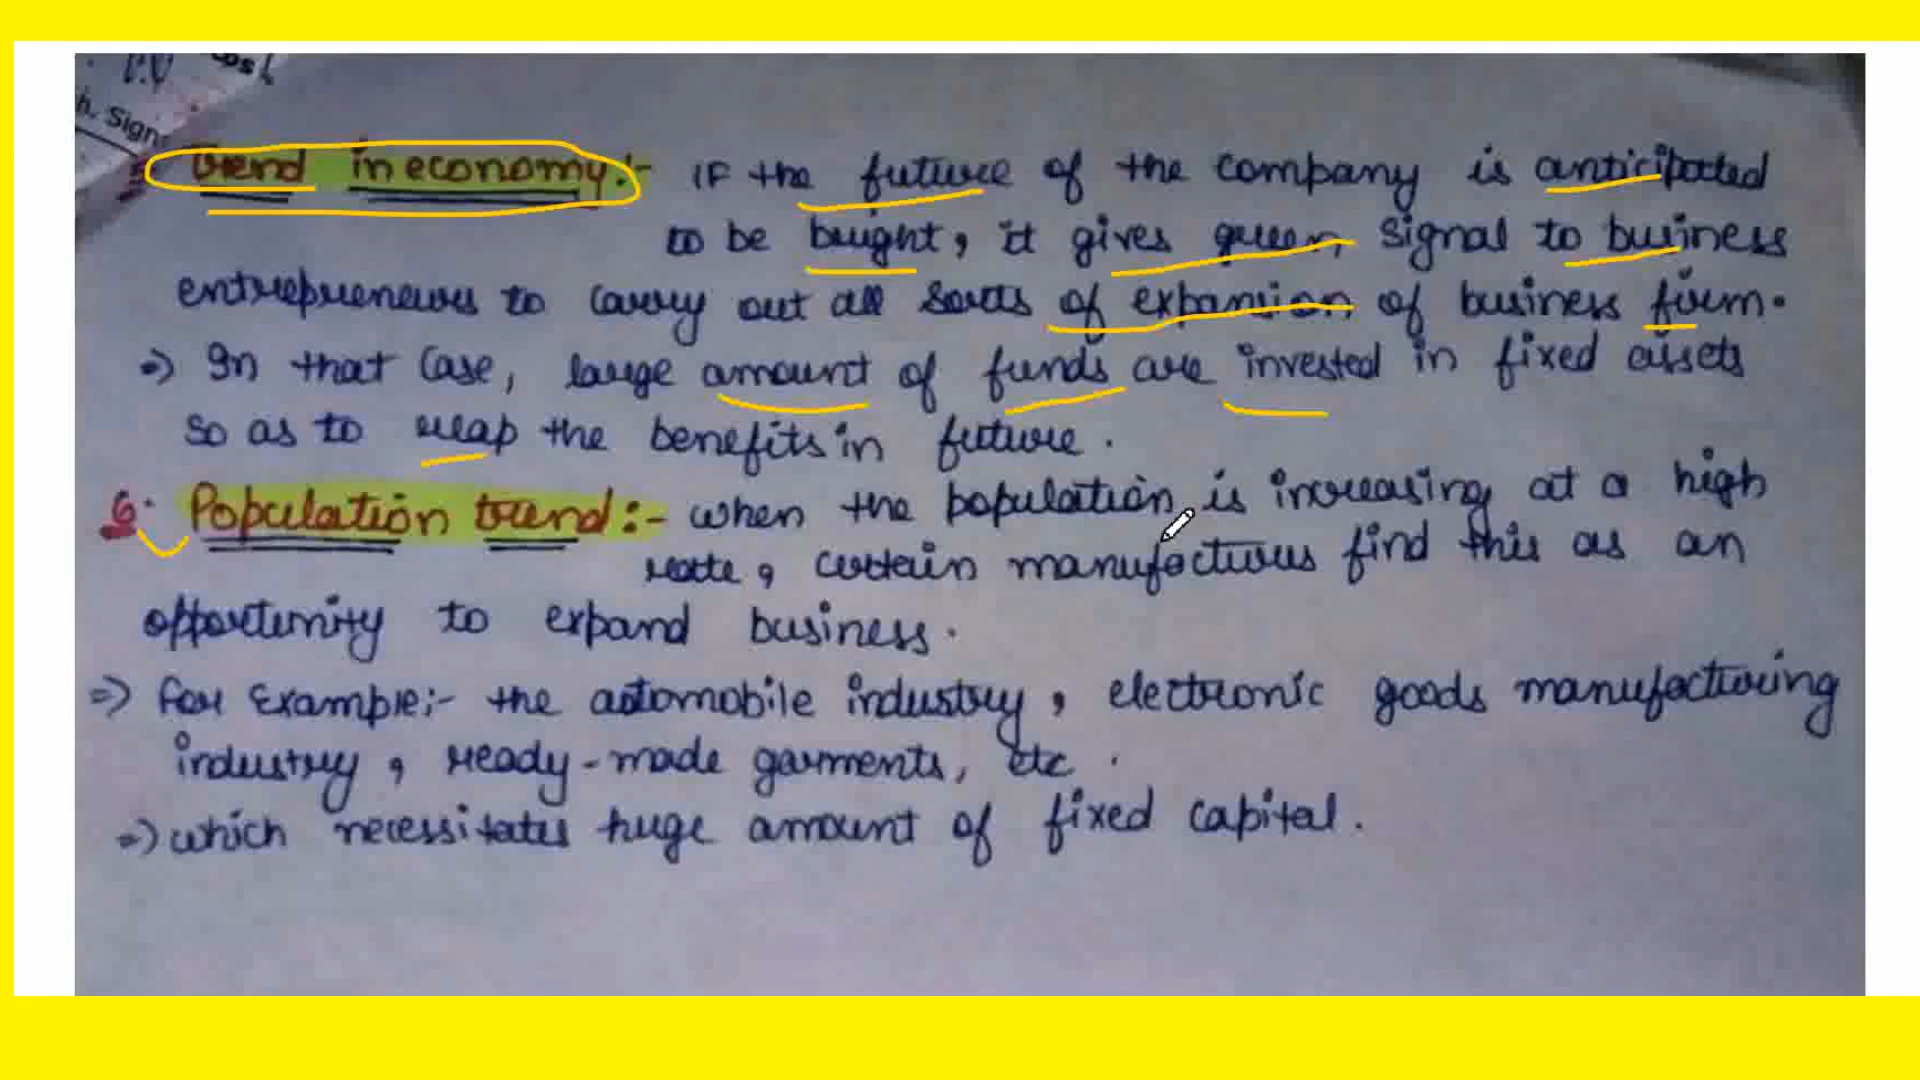 h. Sign
Trend in economy:- IF the future of the company is anticipated
to be bright, it gives green signal to business
entrepreneurs to carry out all sorts of expansion of business firm.
⇒ In that case, large amount of funds are invested in fixed assets
so as to reap the benefits in future.
6. Population trend:- when the population is increasing at a high
rate, certain manufactures find this as an
opportunity to expand business.
⇒ For Example:- the automobile industry, electronic goods manufacturing
industry, ready-made garments, etc.
⇒ which necessitates huge amount of fixed capital.